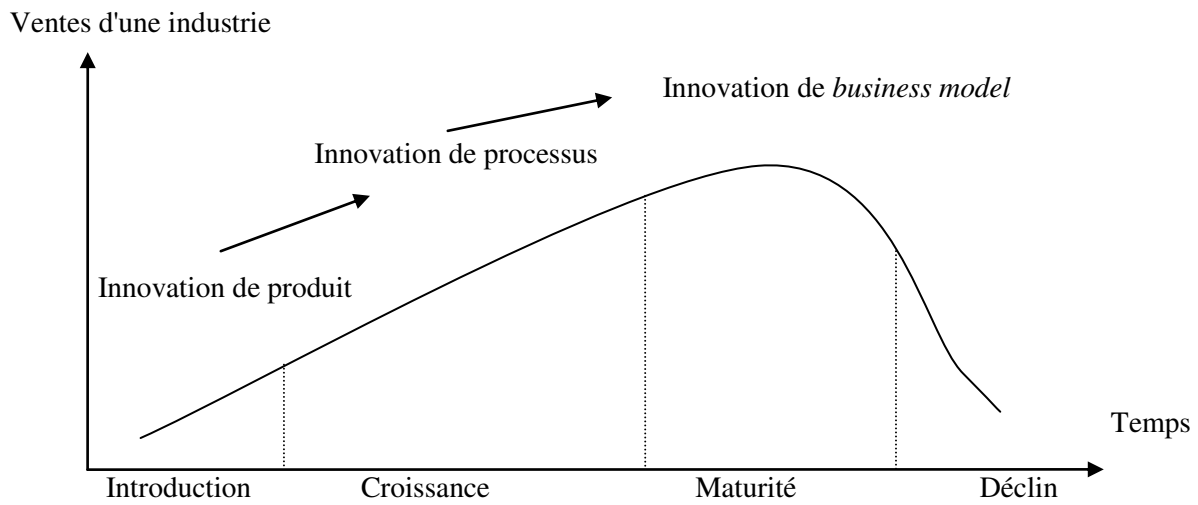 Ventes d'une industrie
Innovation de business model
Innovation de processus
Innovation de produit
Temps
Introduction
Croissance
Maturité
Déclin